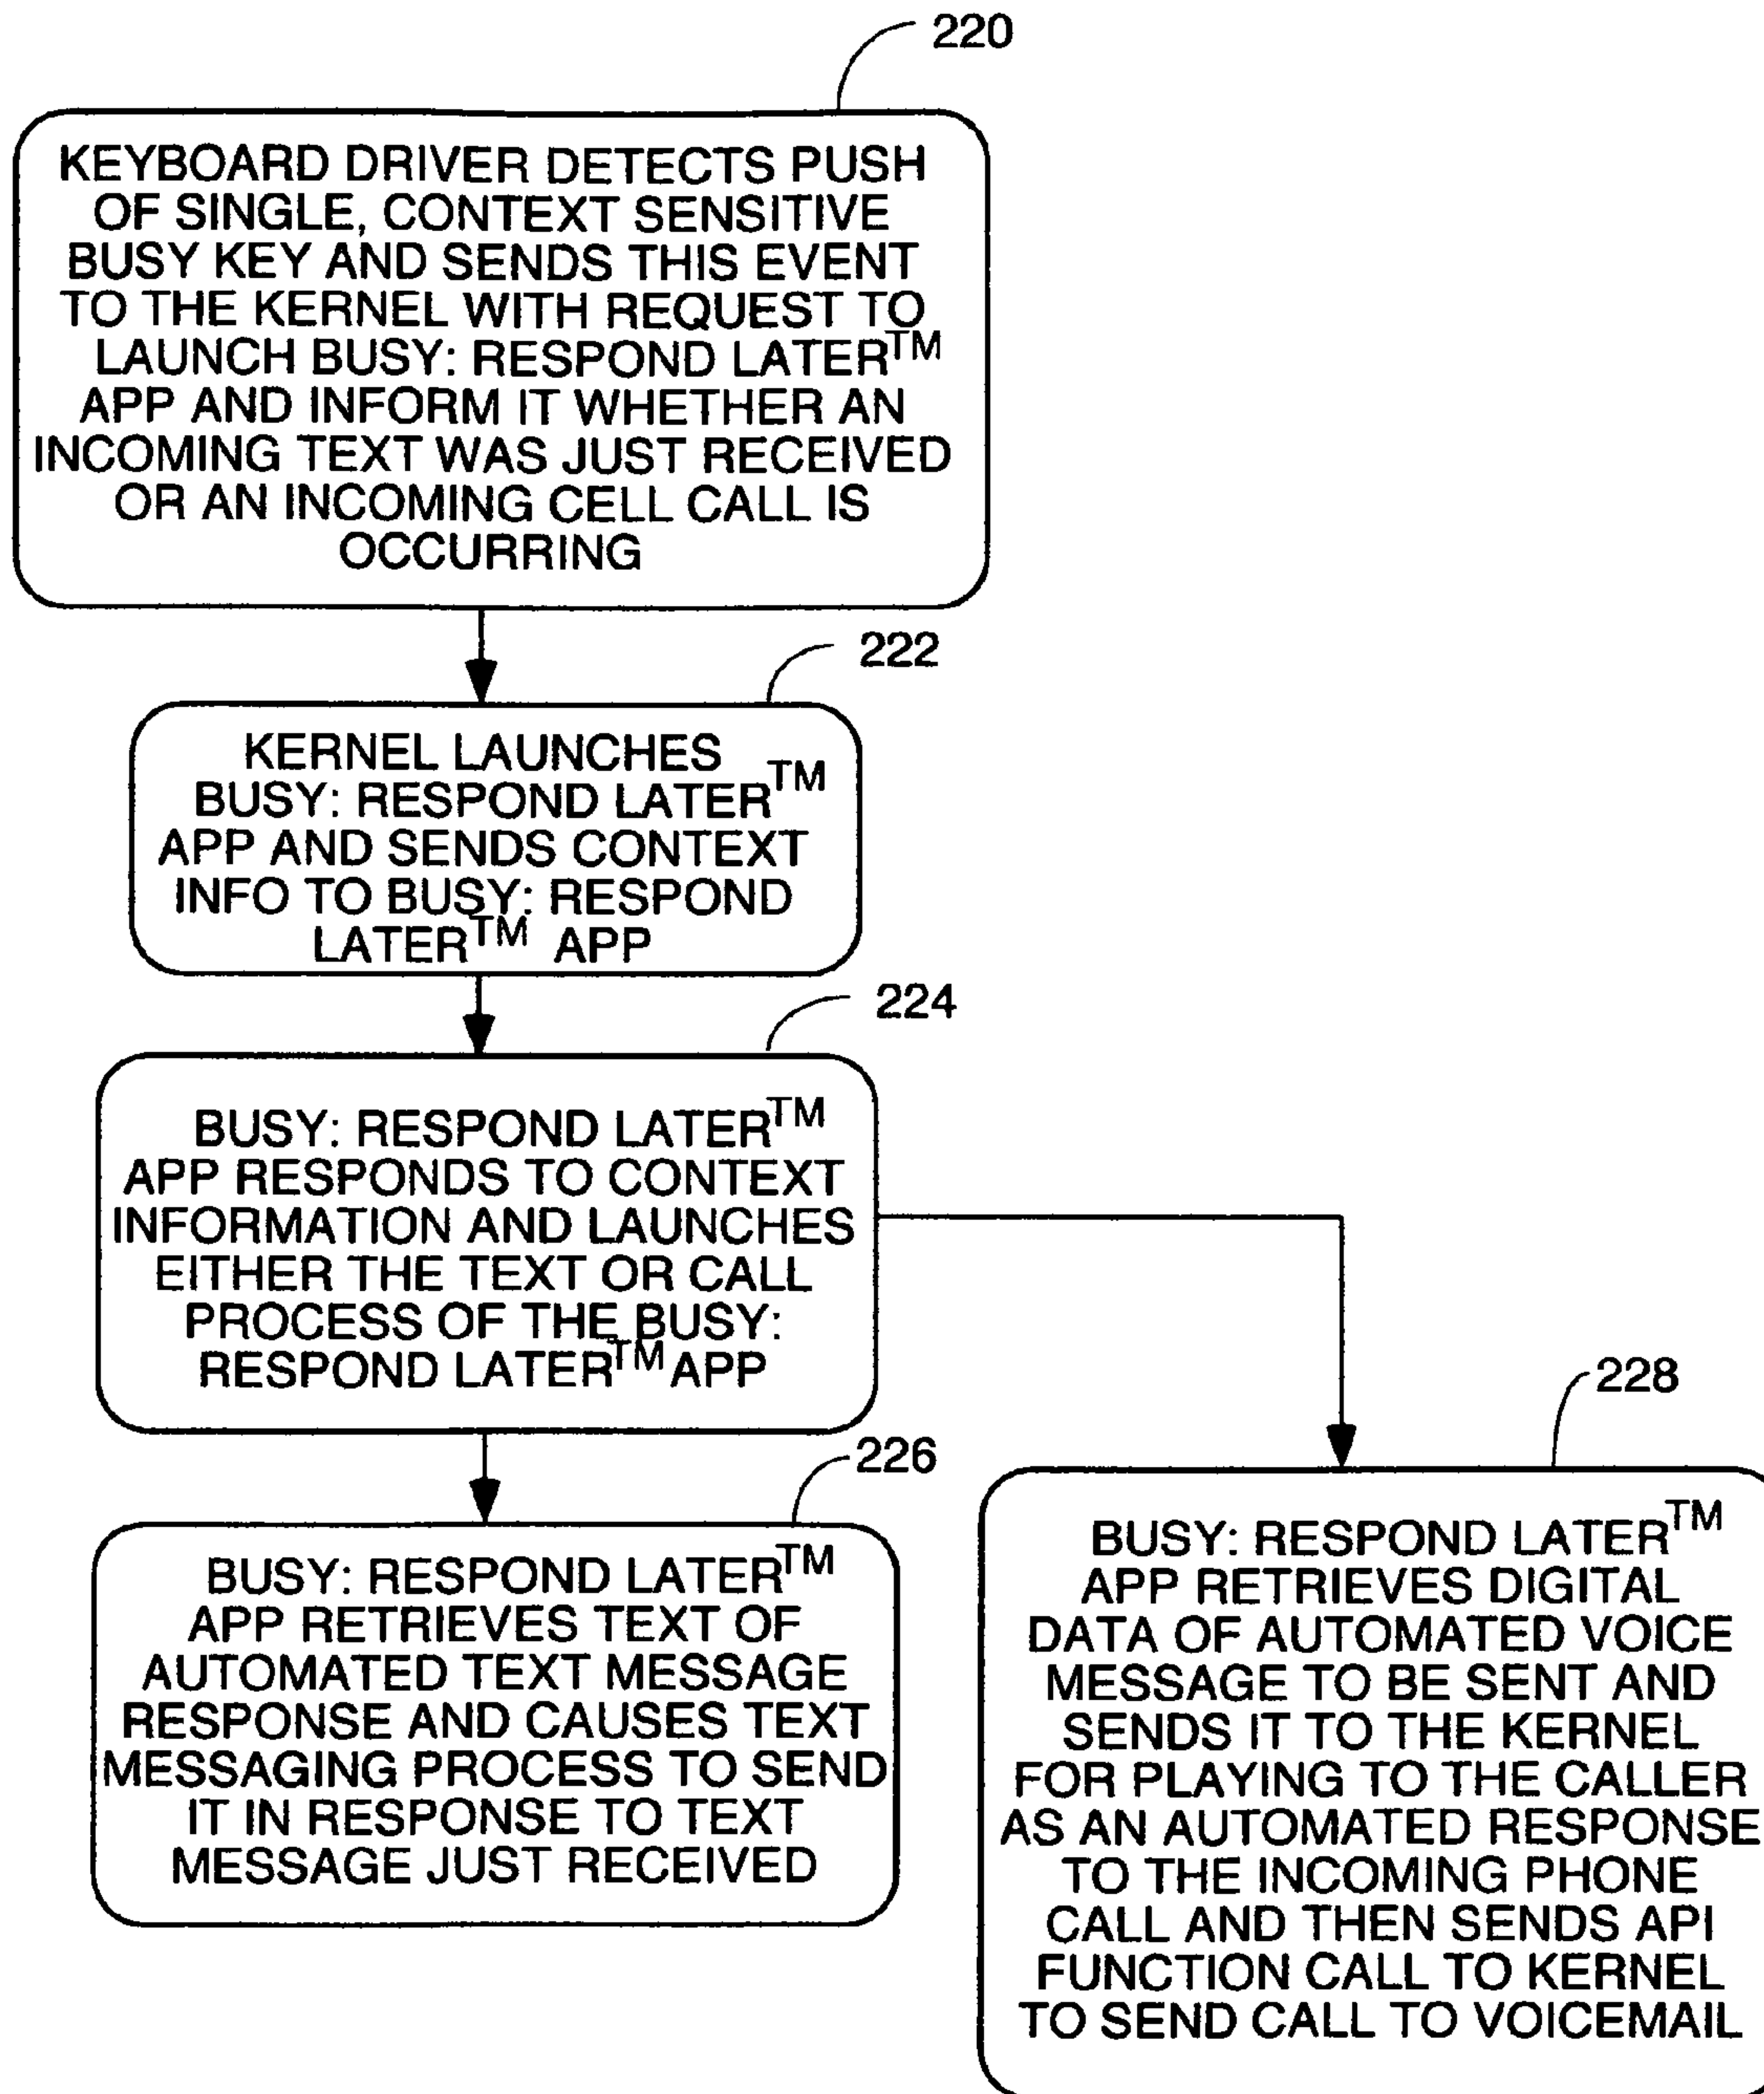 220
KEYBOARD DRIVER DETECTS PUSH
OF SINGLE, CONTEXT SENSITIVE
BUSY KEY AND SENDS THIS EVENT
TO THE KERNEL WITH REQUEST TO
LAUNCH BUSY: RESPOND LATER™
APP AND INFORM IT WHETHER AN
INCOMING TEXT WAS JUST RECEIVED
OR AN INCOMING CELL CALL IS
OCCURRING
222
KERNEL LAUNCHES
BUSY: RESPOND LATER™
APP AND SENDS CONTEXT
INFO TO BUSY: RESPOND
LATER™ APP
224
BUSY: RESPOND LATER™
APP RESPONDS TO CONTEXT
INFORMATION AND LAUNCHES
EITHER THE TEXT OR CALL
PROCESS OF THE BUSY:
RESPOND LATER™ APP
226
BUSY: RESPOND LATER™
APP RETRIEVES TEXT OF
AUTOMATED TEXT MESSAGE
RESPONSE AND CAUSES TEXT
MESSAGING PROCESS TO SEND
IT IN RESPONSE TO TEXT
MESSAGE JUST RECEIVED
228
BUSY: RESPOND LATER™
APP RETRIEVES DIGITAL
DATA OF AUTOMATED VOICE
MESSAGE TO BE SENT AND
SENDS IT TO THE KERNEL
FOR PLAYING TO THE CALLER
AS AN AUTOMATED RESPONSE
TO THE INCOMING PHONE
CALL AND THEN SENDS API
FUNCTION CALL TO KERNEL
TO SEND CALL TO VOICEMAIL